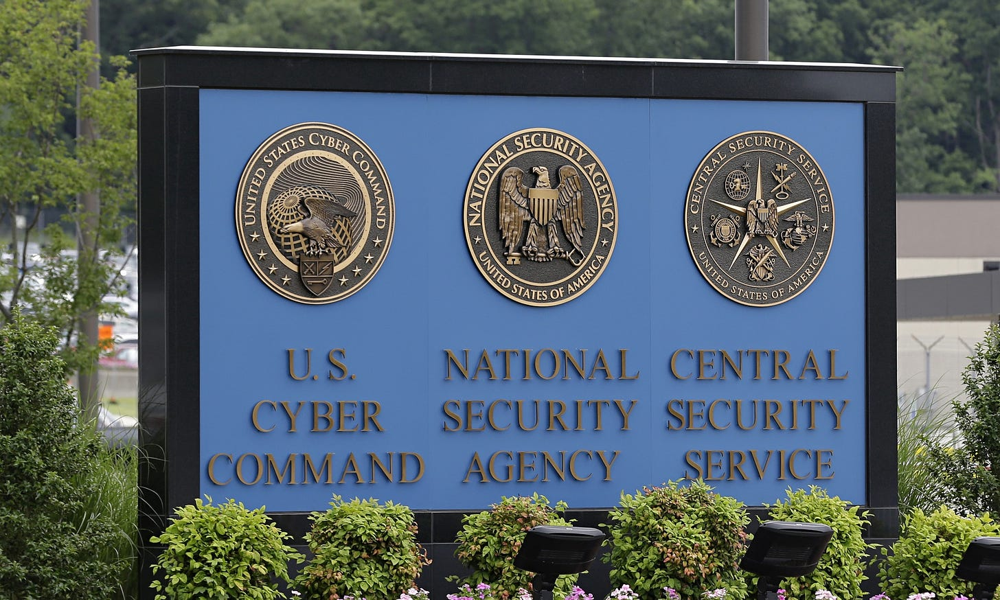 UNITED STATES CYBER COMMAND
NATIONAL SECURITY AGENCY
UNITED STATES OF AMERICA
CENTRAL SECURITY SERVICE
UNITED STATES OF AMERICA
U.S.
CYBER
COMMAND
NATIONAL
SECURITY
AGENCY
CENTRAL
SECURITY
SERVICE